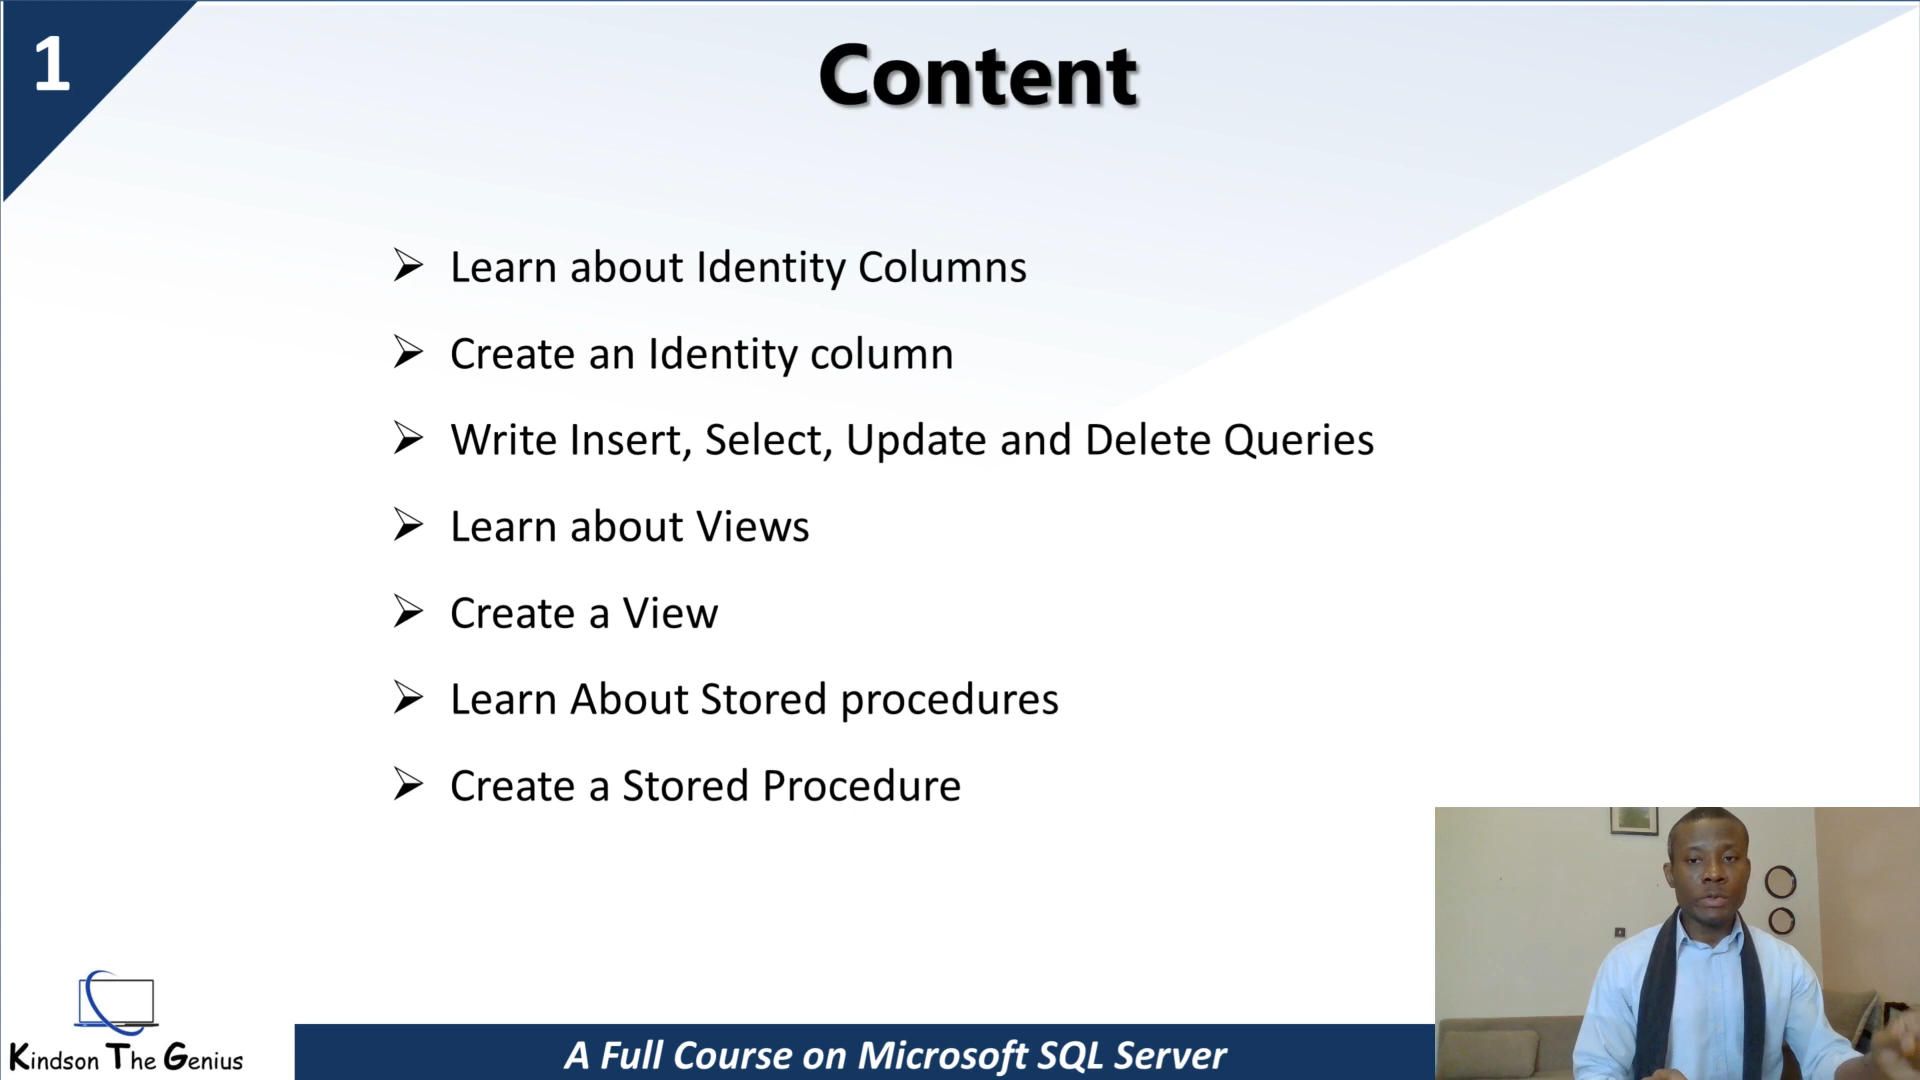 1
Content
Learn about Identity Columns
Create an Identity column
Write Insert, Select, Update and Delete Queries
Learn about Views
Create a View
Learn About Stored procedures
Create a Stored Procedure
Kindson The Genius
A Full Course on Microsoft SQL Server